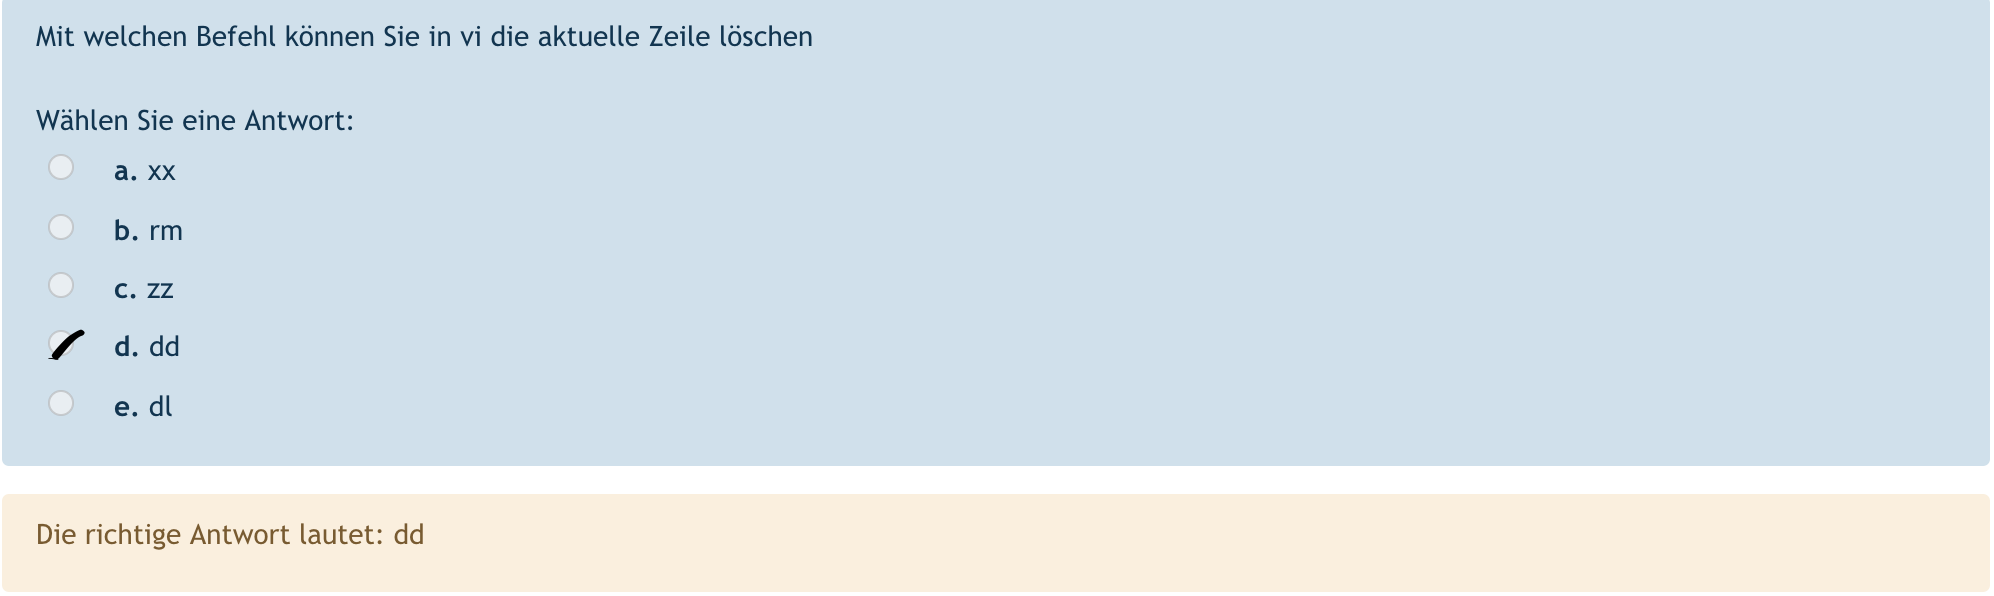 Mit welchen Befehl können Sie in vi die aktuelle Zeile löschen
Wählen Sie eine Antwort:
a. xx
b. rm
c. zz
d. dd
e. dl
Die richtige Antwort lautet: dd